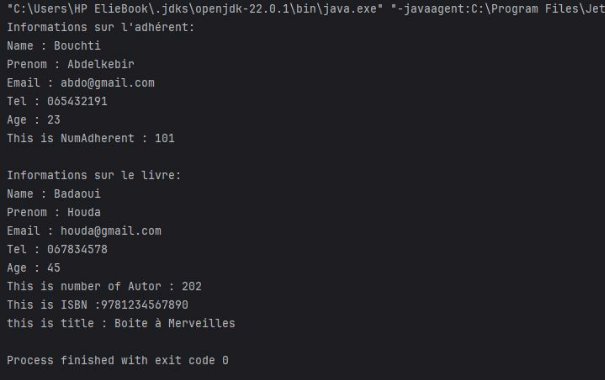 "C:\Users\HP ElieBook\.jdks\openjdk-22.0.1\bin\java.exe" "-javaagent:C:\Program Files\Jet
Informations sur l'adhérent:
Name : Bouchti
Prenom : Abdelkebir
Email : abdo@gmail.com
Tel : 065432191
Age : 23
This is NumAdherent : 101
Informations sur le livre:
Name : Badaoui
Prenom : Houda
Email : houda@gmail.com
Tel : 067834578
Age : 45
This is number of Autor : 202
This is ISBN :9781234567890
this is title : Boite à Merveilles
Process finished with exit code 0